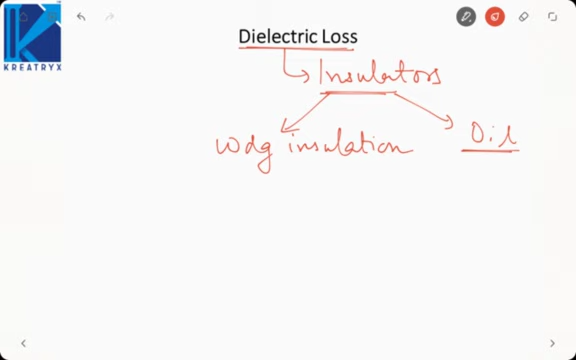 Dielectric Loss
KREATRYX
Insulators
wdg insulation
Oil